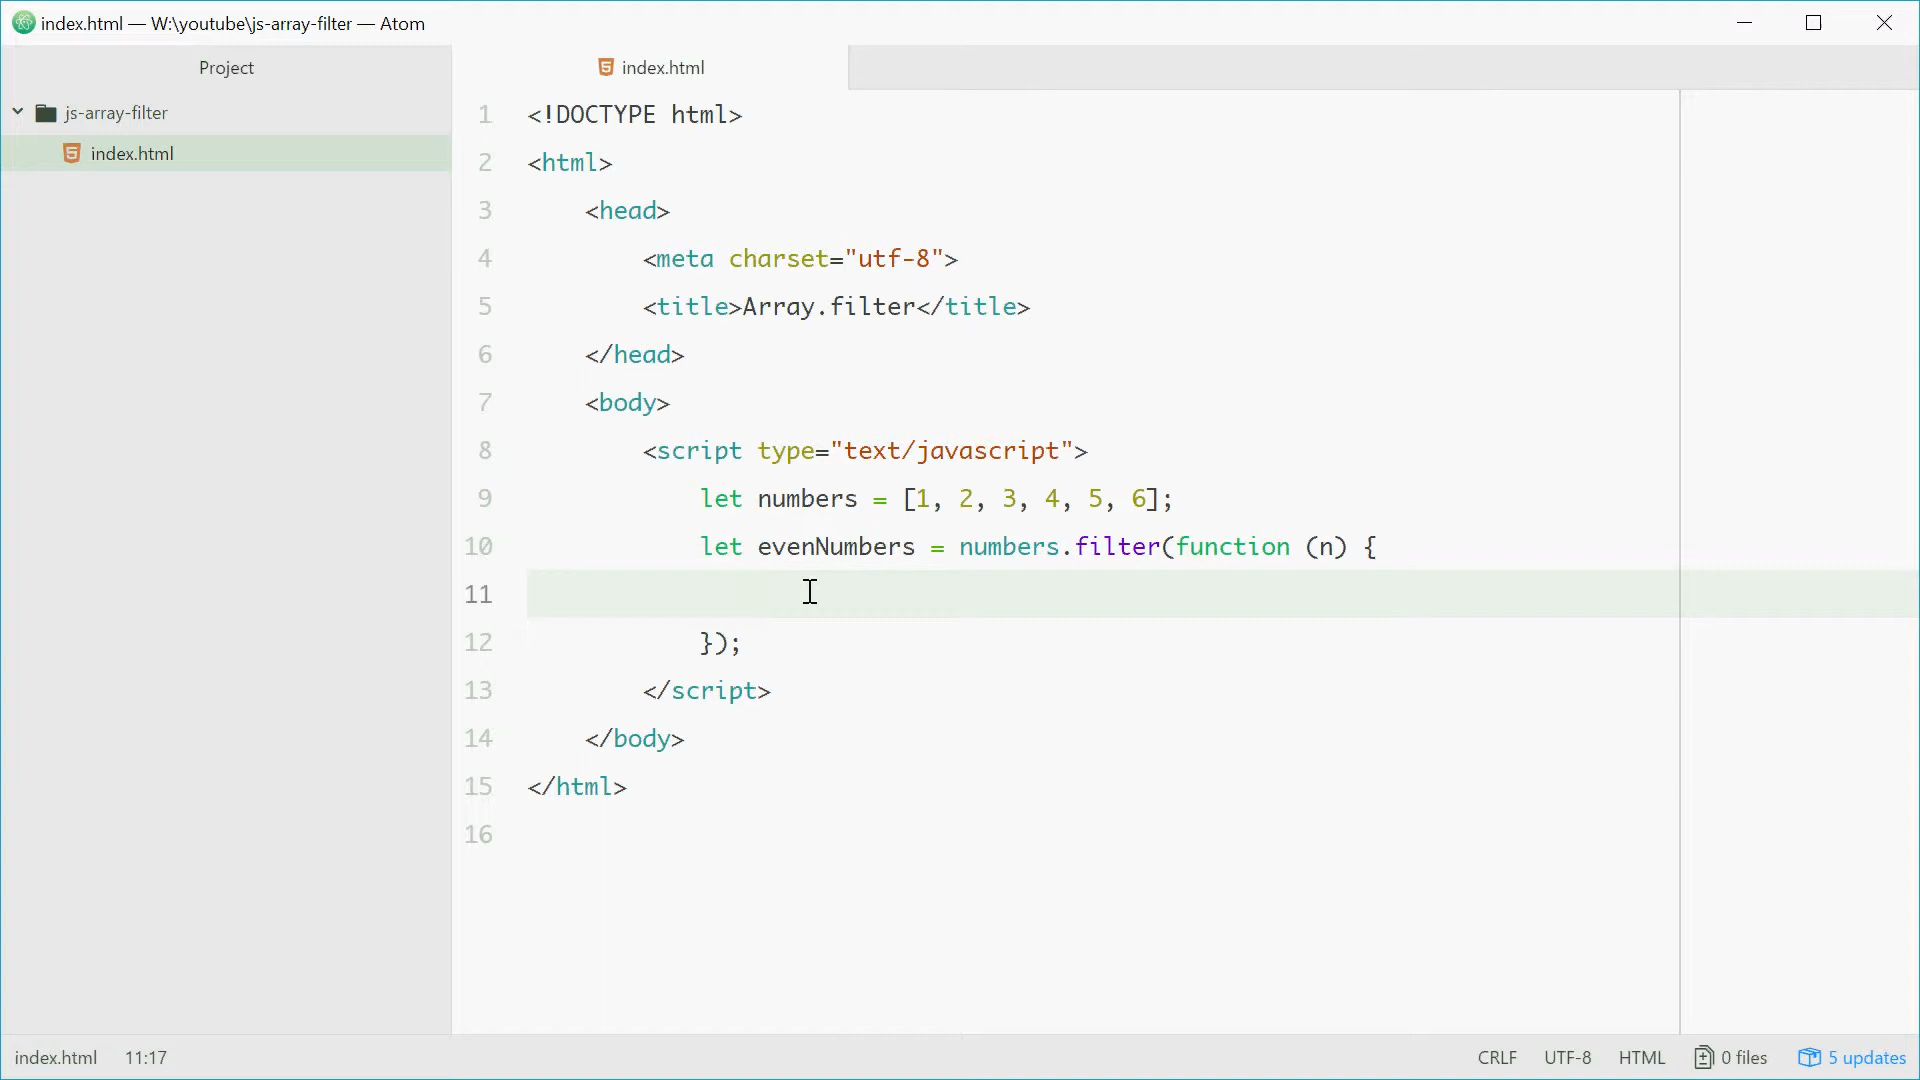 index.html — W:\youtube\js-array-filter — Atom
Project
js-array-filter
index.html
index.html
1 <!DOCTYPE html>
2 <html>
3 <head>
4 <meta charset="utf-8">
5 <title>Array.filter</title>
6 </head>
7 <body>
8 <script type="text/javascript">
9 let numbers = [1, 2, 3, 4, 5, 6];
10 let evenNumbers = numbers.filter(function (n) {
11
12 });
13 </script>
14 </body>
15 </html>
16
index.html 11:17 CRLF UTF-8 HTML 0 files 5 updates